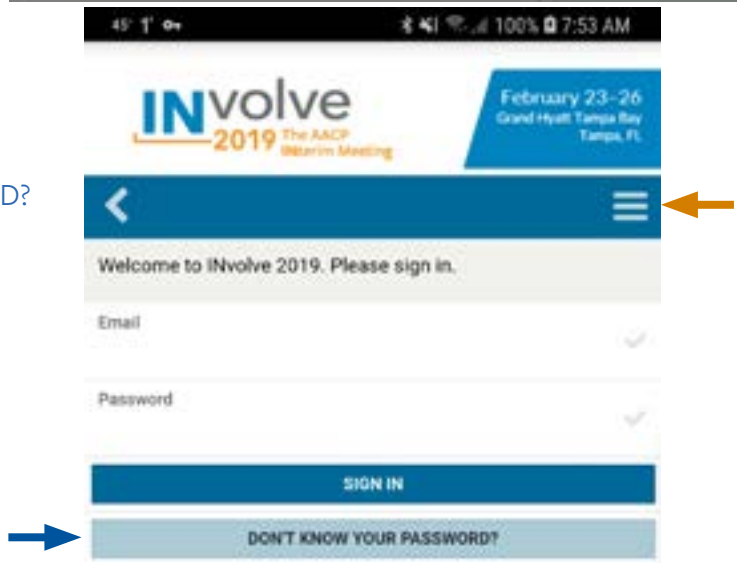 45° 1° 100% 7:53 AM
INvolve
2019 The AACP
INterim Meeting
February 23-26
Grand Hyatt Tampa Bay
Tampa, FL
D?
Welcome to INvolve 2019. Please sign in.
Email
Password
SIGN IN
DON'T KNOW YOUR PASSWORD?